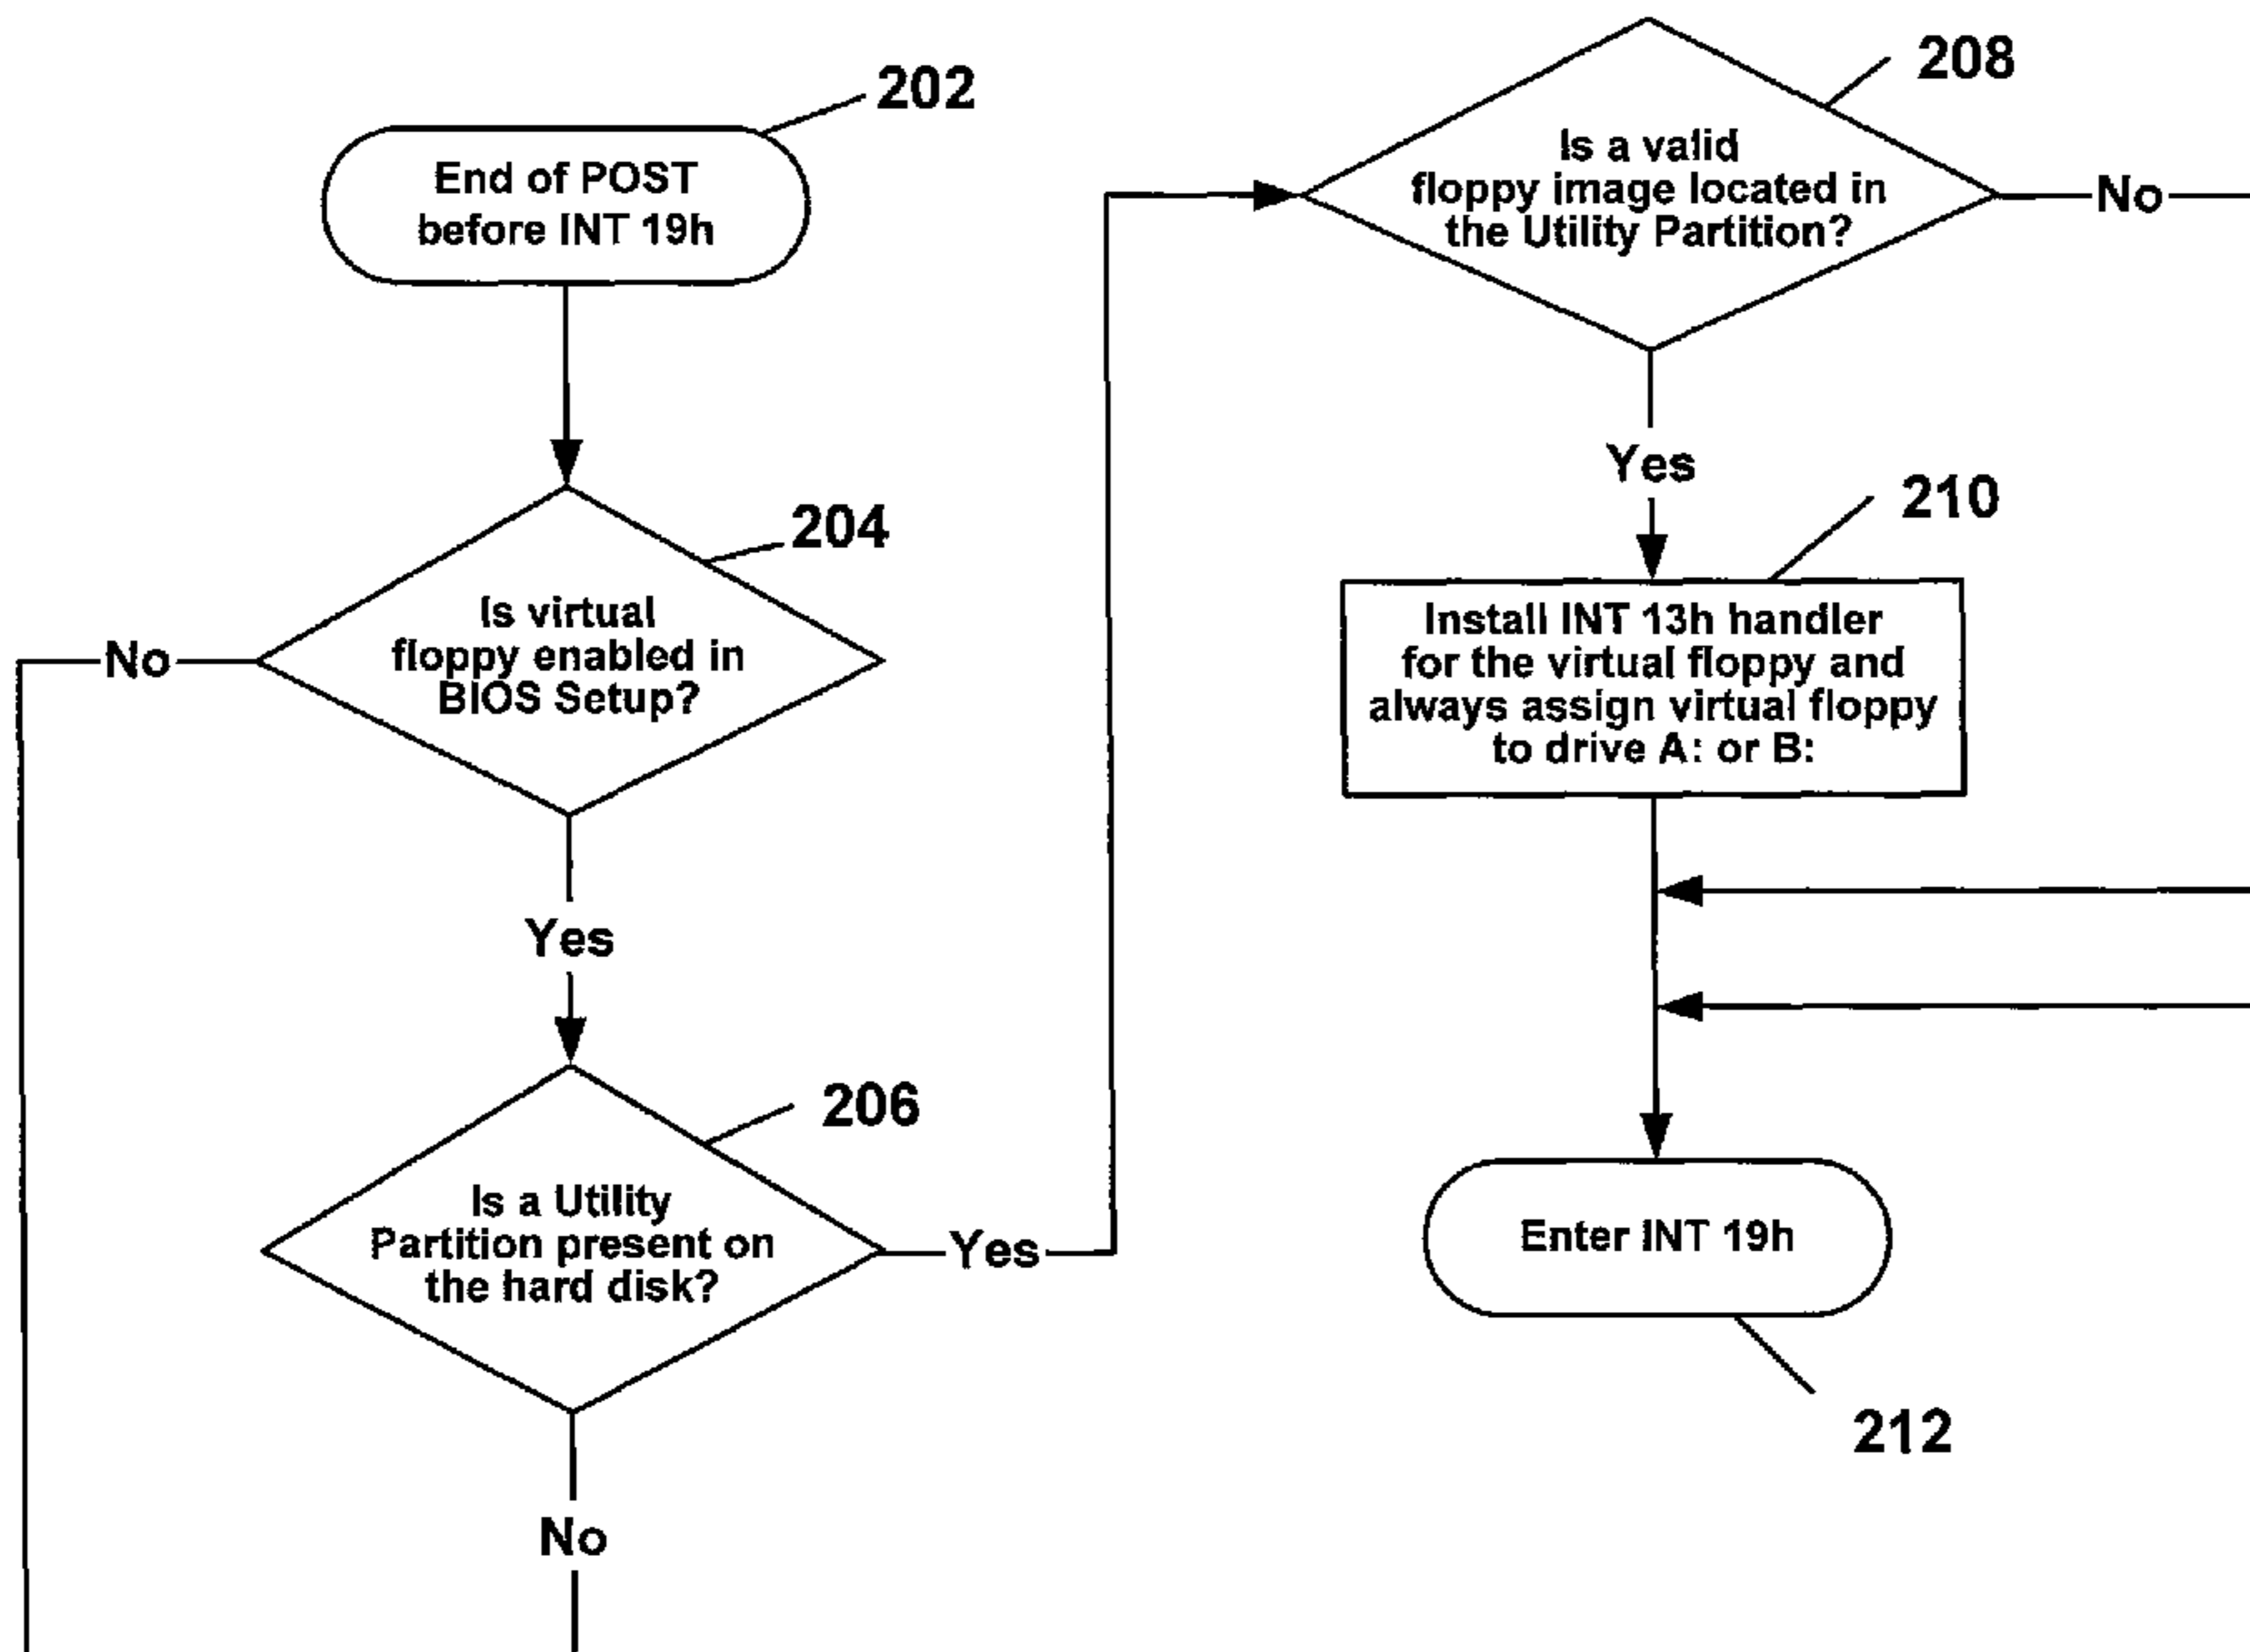 202
End of POST
before INT 19h
204
Is virtual
floppy enabled in
BIOS Setup?
No
Yes
206
Is a Utility
Partition present on
the hard disk?
Yes
No
208
Is a valid
floppy image located in
the Utility Partition?
No
Yes
210
Install INT 13h handler
for the virtual floppy and
always assign virtual floppy
to drive A: or B:
Enter INT 19h
212